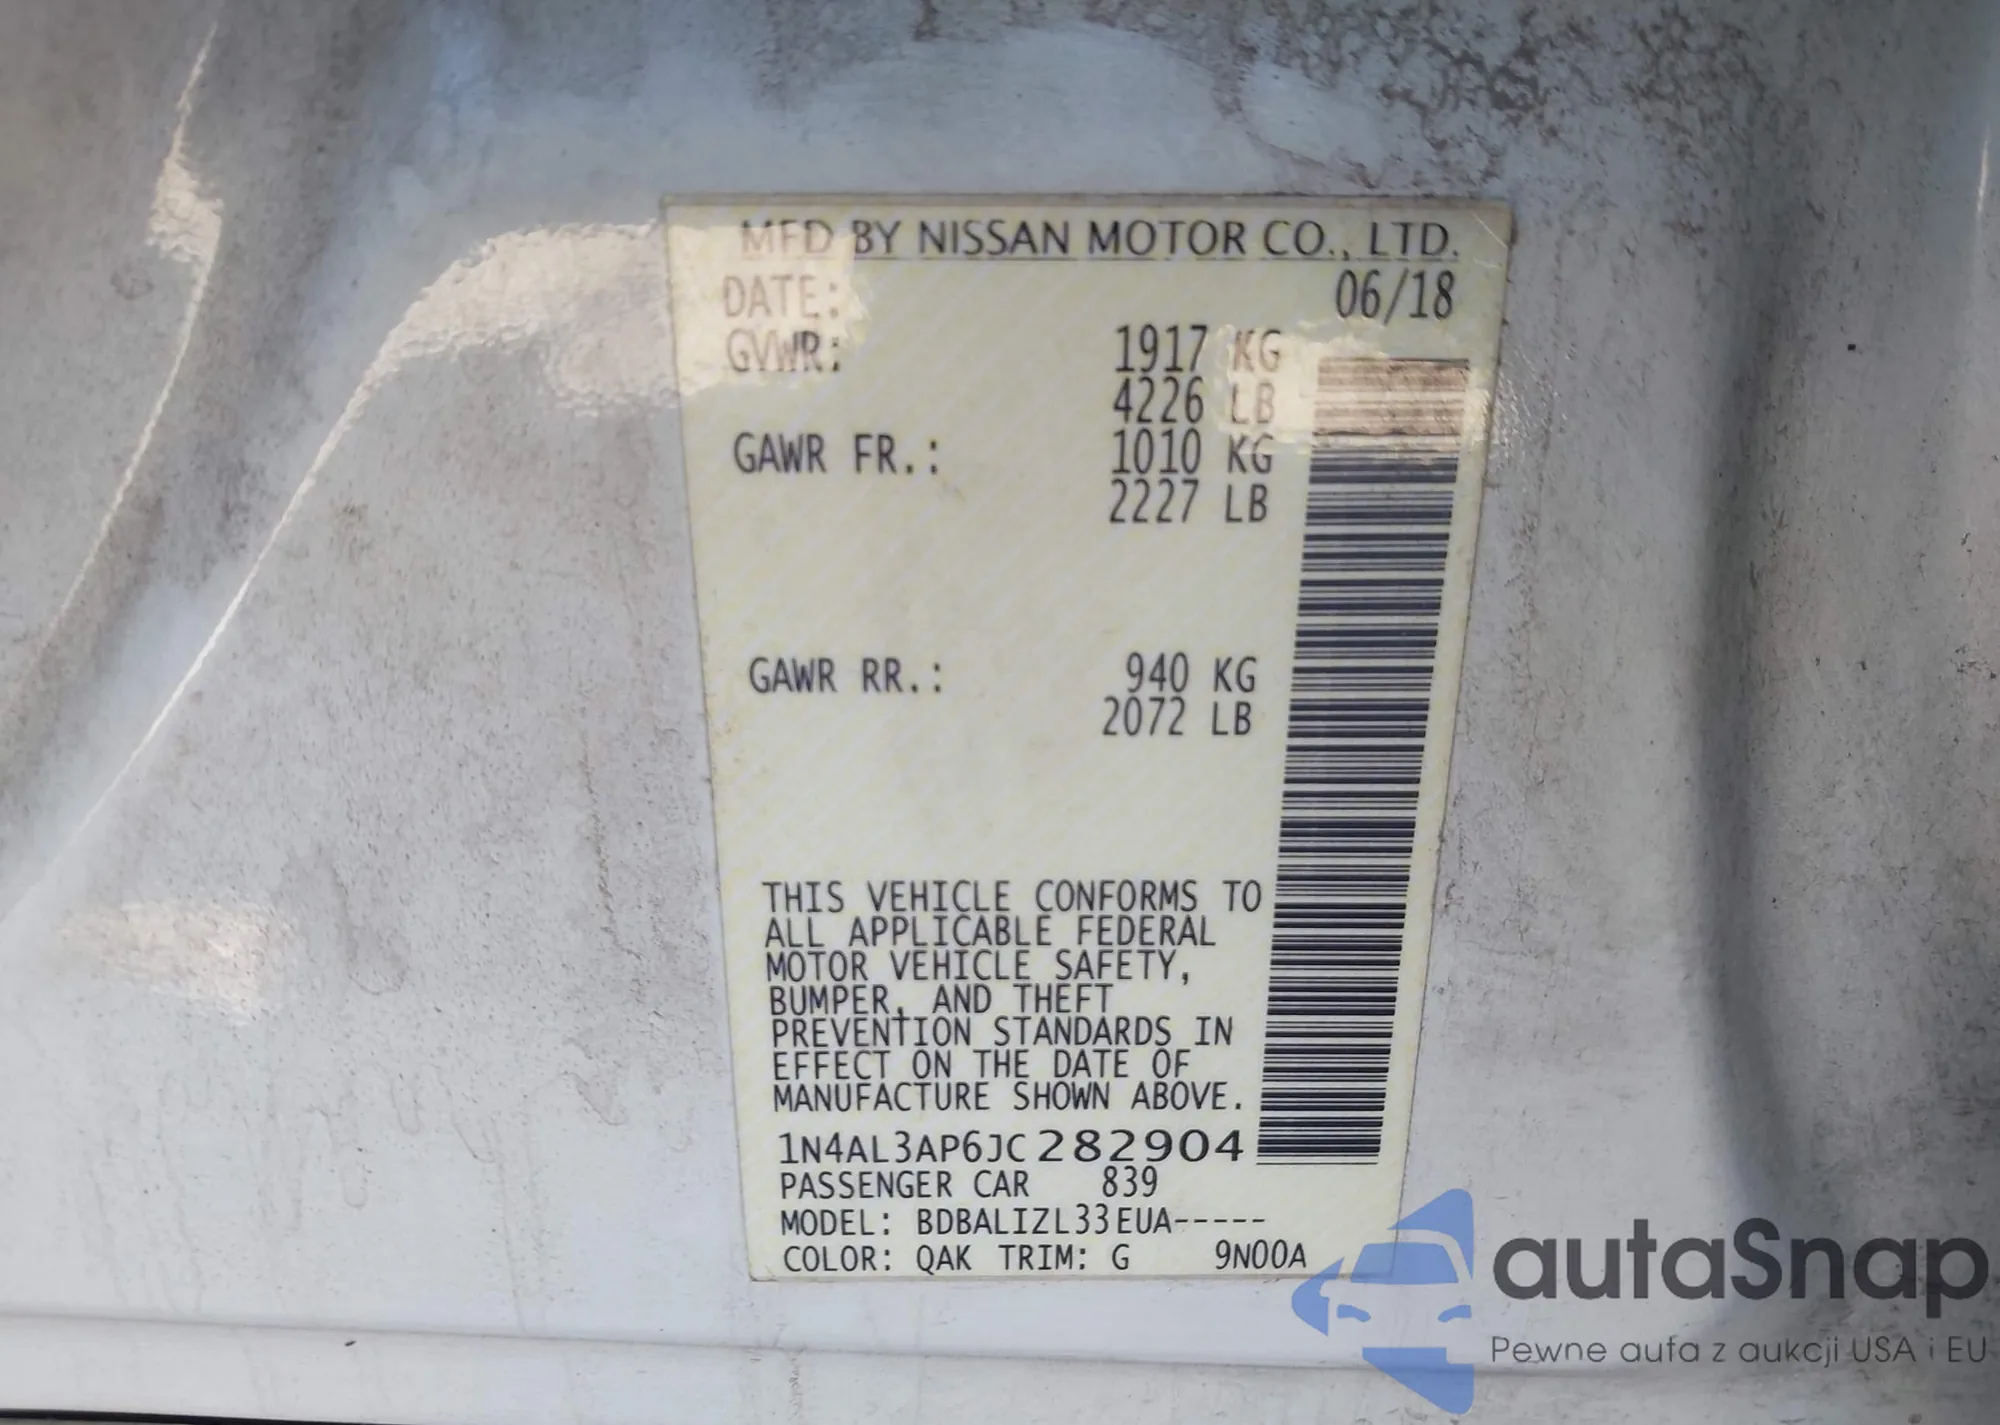 MFD BY NISSAN MOTOR CO., LTD.
DATE: 06/18
GVWR: 1917 KG
4226 LB
GAWR FR.: 1010 KG
2227 LB
GAWR RR.: 940 KG
2072 LB
THIS VEHICLE CONFORMS TO
ALL APPLICABLE FEDERAL
MOTOR VEHICLE SAFETY,
BUMPER, AND THEFT
PREVENTION STANDARDS IN
EFFECT ON THE DATE OF
MANUFACTURE SHOWN ABOVE.
1N4AL3AP6JC282904
PASSENGER CAR 839
MODEL: BDBALIZL33EUA-----
COLOR: QAK TRIM: G 9N00A
autaSnap
Pewne auta z aukcji USA i EU